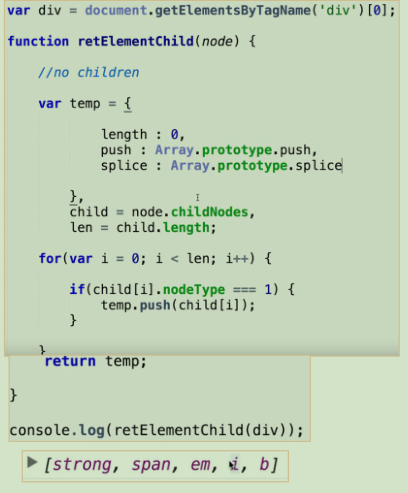 var div = document.getElementsByTagName('div')[0];
function retElementChild(node) {
//no children
var temp = {
length : 0,
push : Array.prototype.push,
splice : Array.prototype.splice
},
child = node.childNodes,
len = child.length;
for(var i = 0; i < len; i++) {
if(child[i].nodeType === 1) {
temp.push(child[i]);
}
}
return temp;
}
console.log(retElementChild(div));
▶ [strong, span, em, i, b]